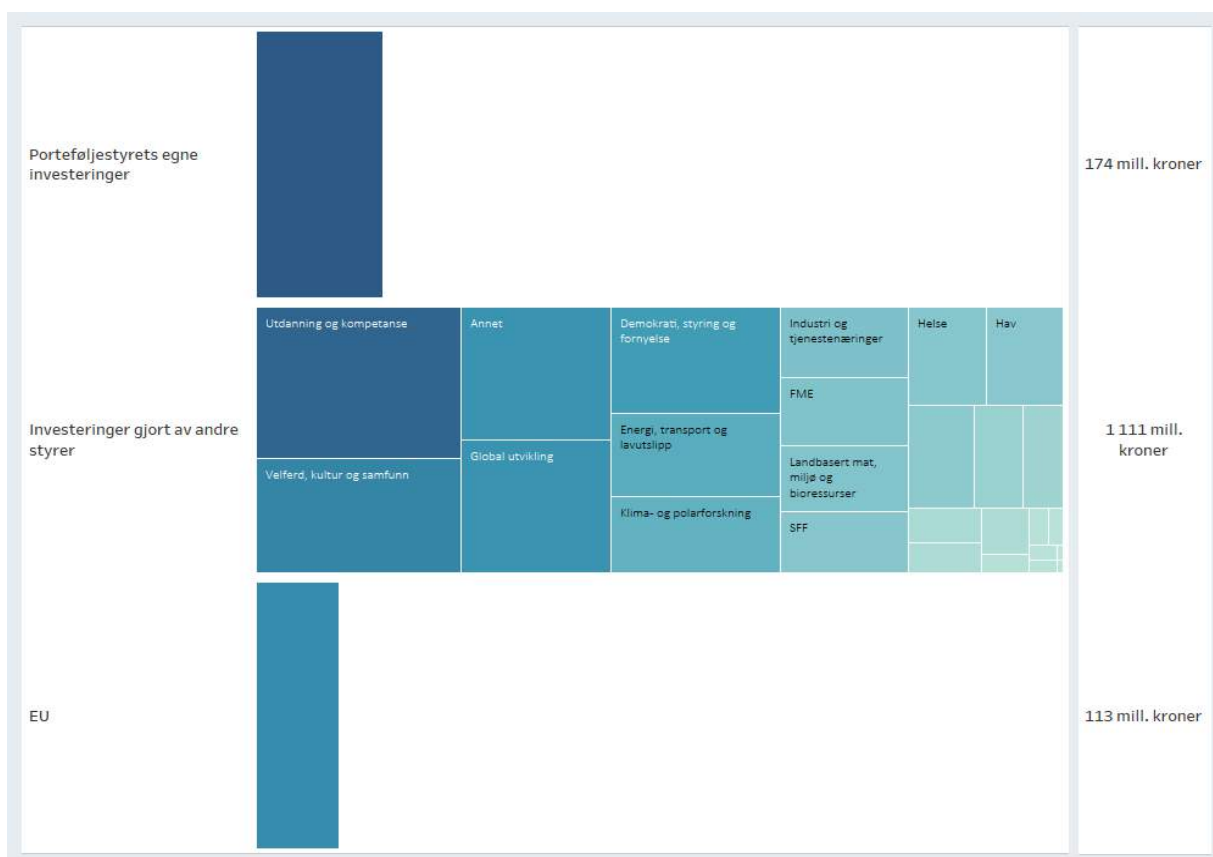 Porteføljestyrets egne
investeringer
174 mill. kroner
Utdanning og kompetanse
Annet
Demokrati, styring og
fornyelse
Industri og
tjenestenæringer
Helse
Hav
FME
Investeringer gjort av andre
styrer
Energi, transport og
lavutslipp
1 111 mill.
kroner
Velferd, kultur og samfunn
Global utvikling
Landbasert mat,
miljø og
bioressurser
Klima- og polarforskning
SFF
EU
113 mill. kroner